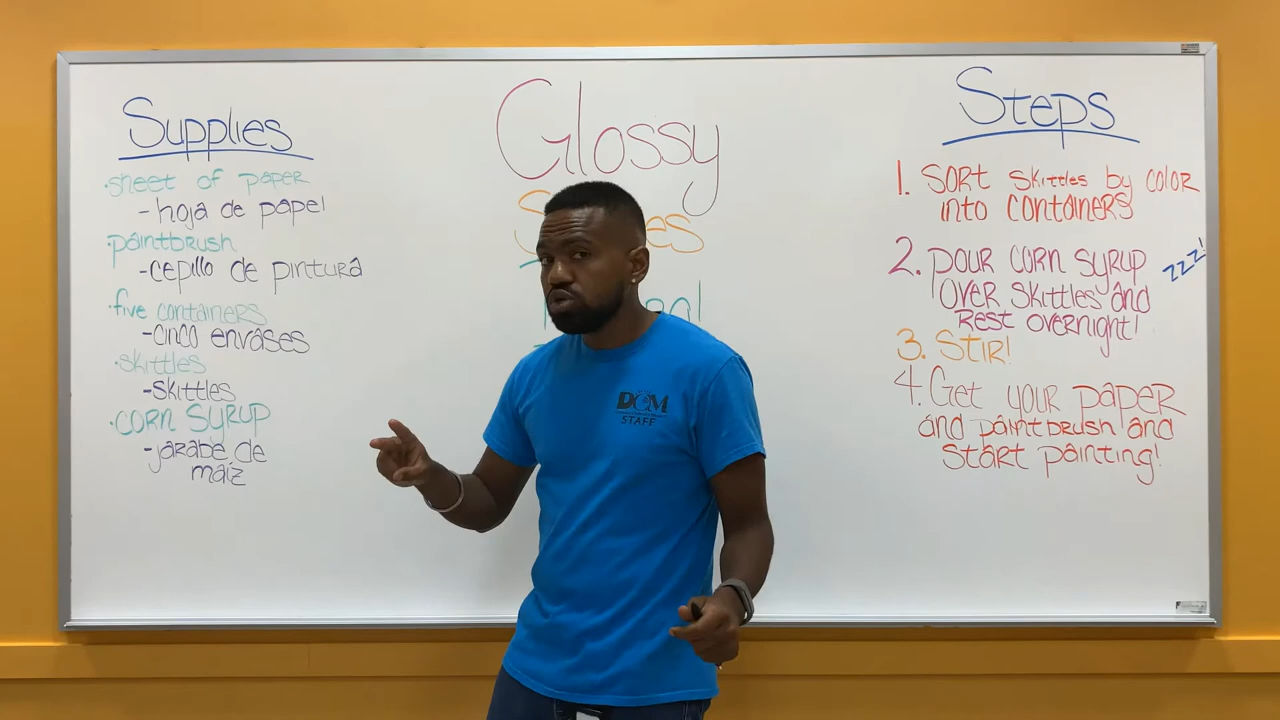 Supplies
·sheet of paper
-hoja de papel
·paintbrush
-cepillo de pintura
·five containers
-cinco envases
·skittles
-skittles
·corn syrup
-jarabe de
maíz
Glossy
DCM
STAFF
Steps
1. Sort skittles by color
into containers
2. pour corn syrup
over skittles and
rest overnight!
zzz!
3. Stir!
4. Get your paper
and paintbrush and
start painting!